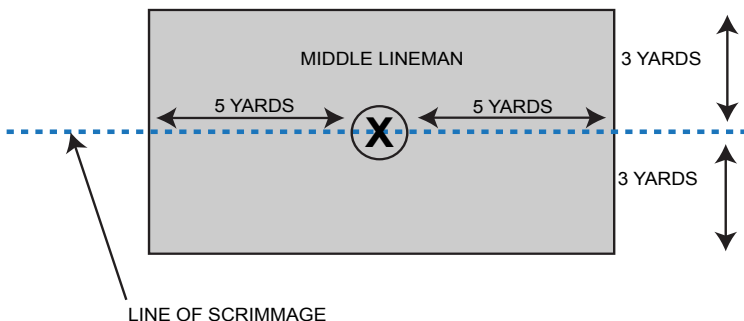 MIDDLE LINEMAN
3 YARDS
5 YARDS
5 YARDS
X
3 YARDS
LINE OF SCRIMMAGE